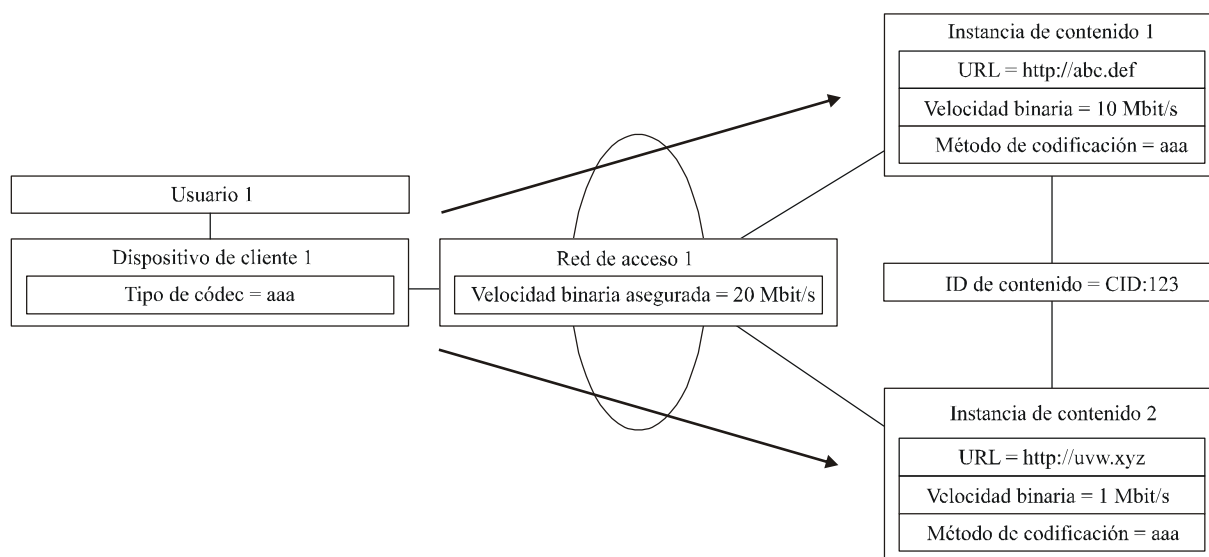 Instancia de contenido 1
URL = http://abc.def
Velocidad binaria = 10 Mbit/s
Método de codificación = aaa
Usuario 1
Dispositivo de cliente 1
Tipo de códec = aaa
Red de acceso 1
Velocidad binaria asegurada = 20 Mbit/s
ID de contenido = CID:123
Instancia de contenido 2
URL = http://uvw.xyz
Velocidad binaria = 1 Mbit/s
Método de codificación = aaa